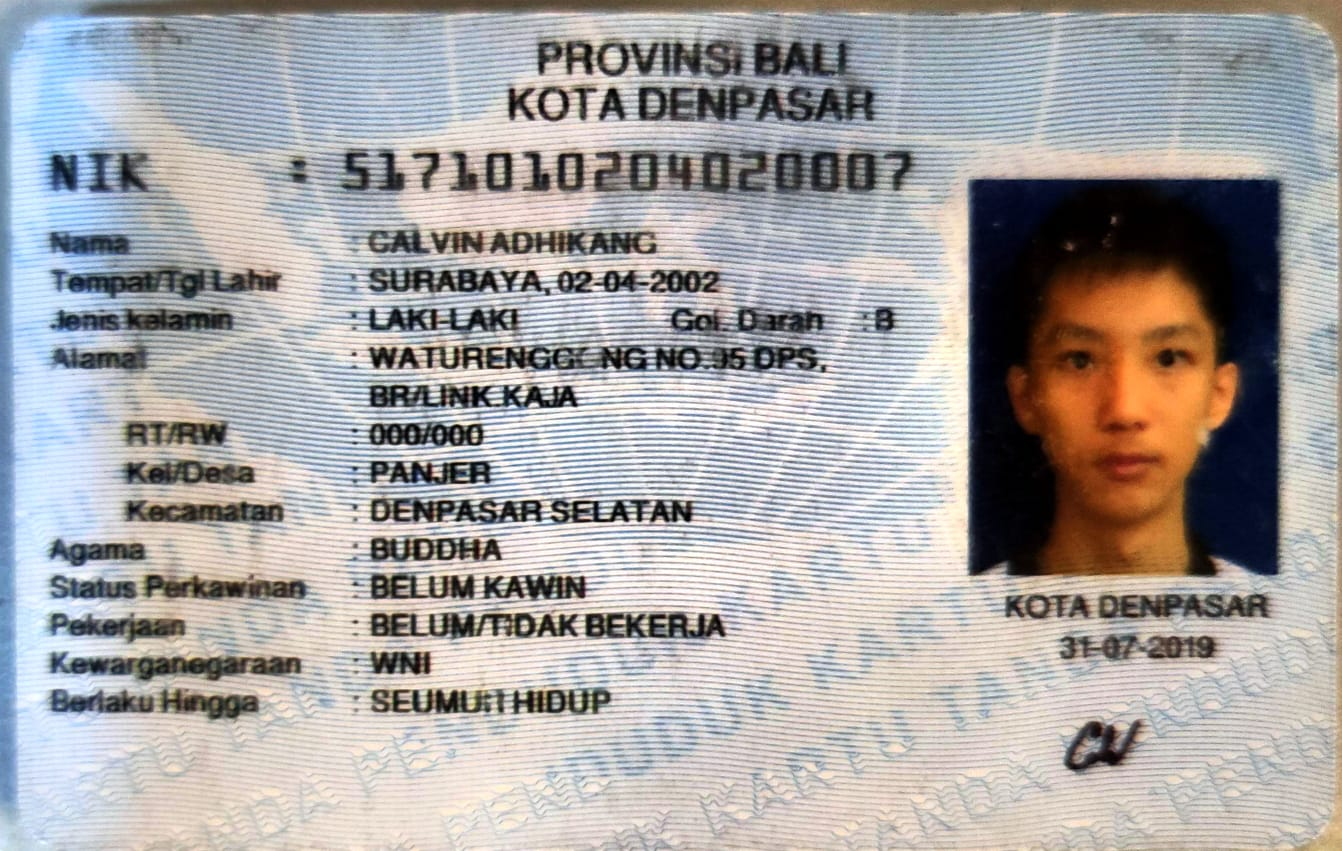 PROVINSI BALI
KOTA DENPASAR
NIK : 5171010204020007
Nama : CALVIN ADHIKANG
Tempat/Tgl Lahir : SURABAYA, 02-04-2002
Jenis kelamin : LAKI-LAKI Gol. Darah : B
Alamat : WATURENGGONG DPS,
BR/LINK.KAJA
RT/RW : 000/000
Kel/Desa : PANJER
Kecamatan : DENPASAR SELATAN
Agama : BUDDHA
Status Perkawinan : BELUM KAWIN
Pekerjaan : BELUM/TIDAK BEKERJA
Kewarganegaraan : WNI
Berlaku Hingga : SEUMUR HIDUP
KOTA DENPASAR
31-07-2019